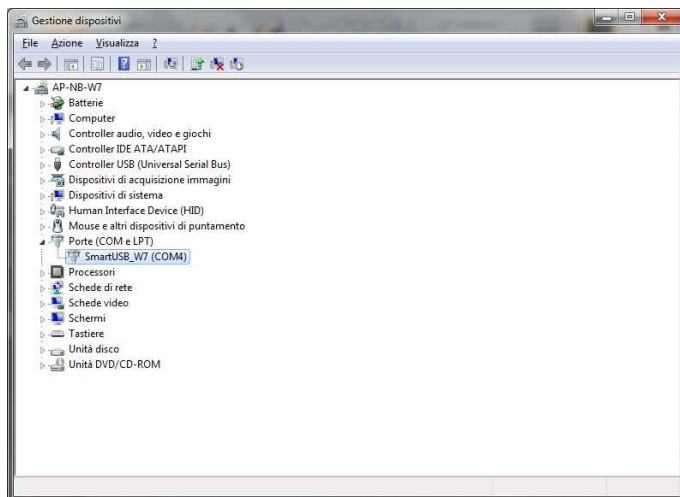 Gestione dispositivi
File Azione Visualizza ?
AP-NB-W7
Batterie
Computer
Controller audio, video e giochi
Controller IDE ATA/ATAPI
Controller USB (Universal Serial Bus)
Dispositivi di acquisizione immagini
Dispositivi di sistema
Human Interface Device (HID)
Mouse e altri dispositivi di puntamento
Porte (COM e LPT)
SmartUSB_W7 (COM4)
Processori
Schede di rete
Schede video
Schermi
Tastiere
Unità disco
Unità DVD/CD-ROM